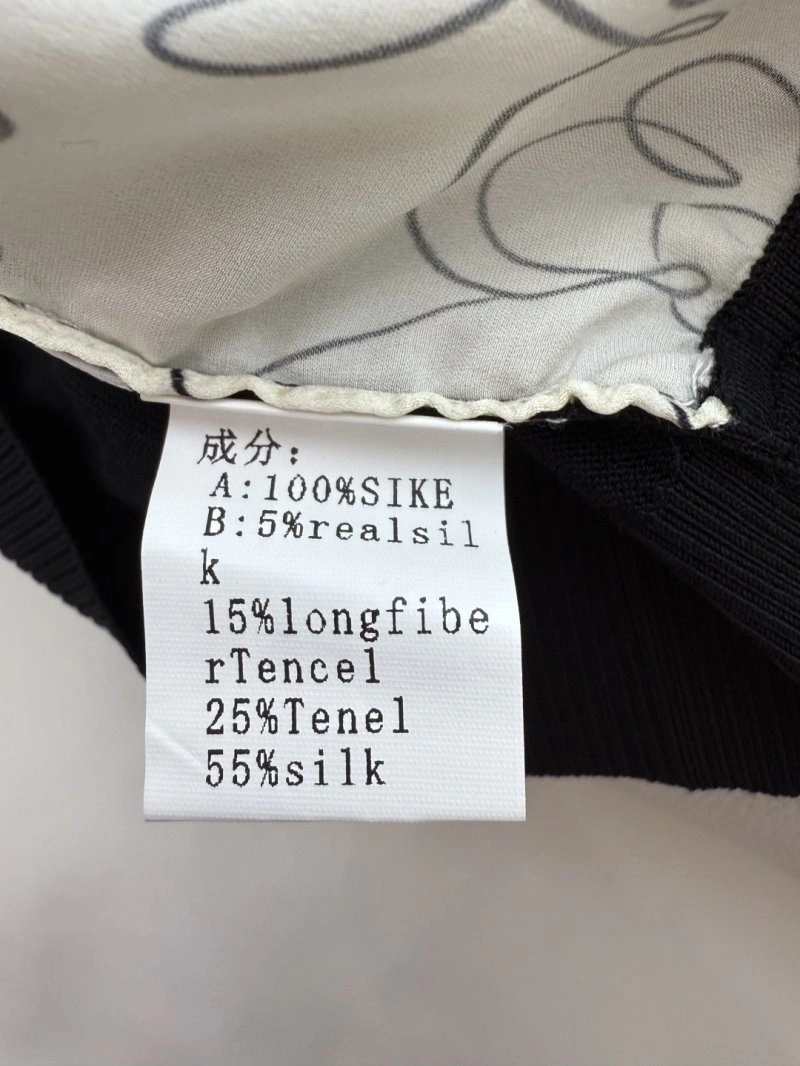 成分：
A:100%SIKE
B:5%realsil
k
15%longfibe
rTencel
25%Tenel
55%silk